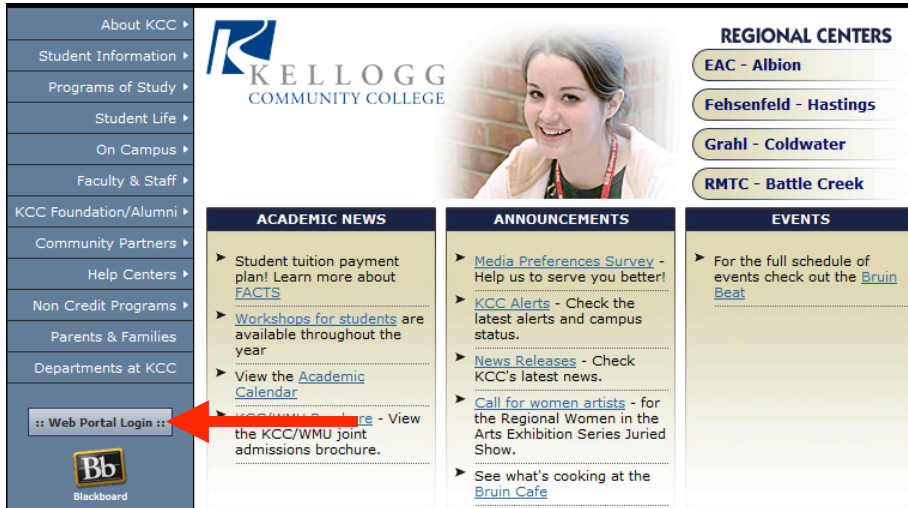 About KCC
Student Information
Programs of Study
Student Life
On Campus
Faculty & Staff
KCC Foundation/Alumni
Community Partners
Help Centers
Non Credit Programs
Parents & Families
Departments at KCC
:: Web Portal Login ::
Bb
Blackboard
KELLOGG
COMMUNITY COLLEGE
REGIONAL CENTERS
EAC - Albion
Fehsenfeld - Hastings
Grahl - Coldwater
RMTC - Battle Creek
ACADEMIC NEWS
Student tuition payment
plan! Learn more about
FACTS
Workshops for students are
available throughout the
year
View the Academic
Calendar
KCC/WMU - View
the KCC/WMU joint
admissions brochure.
ANNOUNCEMENTS
Media Preferences Survey -
Help us to serve you better!
KCC Alerts - Check the
latest alerts and campus
status.
News Releases - Check
KCC's latest news.
Call for women artists - for
the Regional Women in the
Arts Exhibition Series Juried
Show.
See what's cooking at the
Bruin Cafe
EVENTS
For the full schedule of
events check out the Bruin
Beat